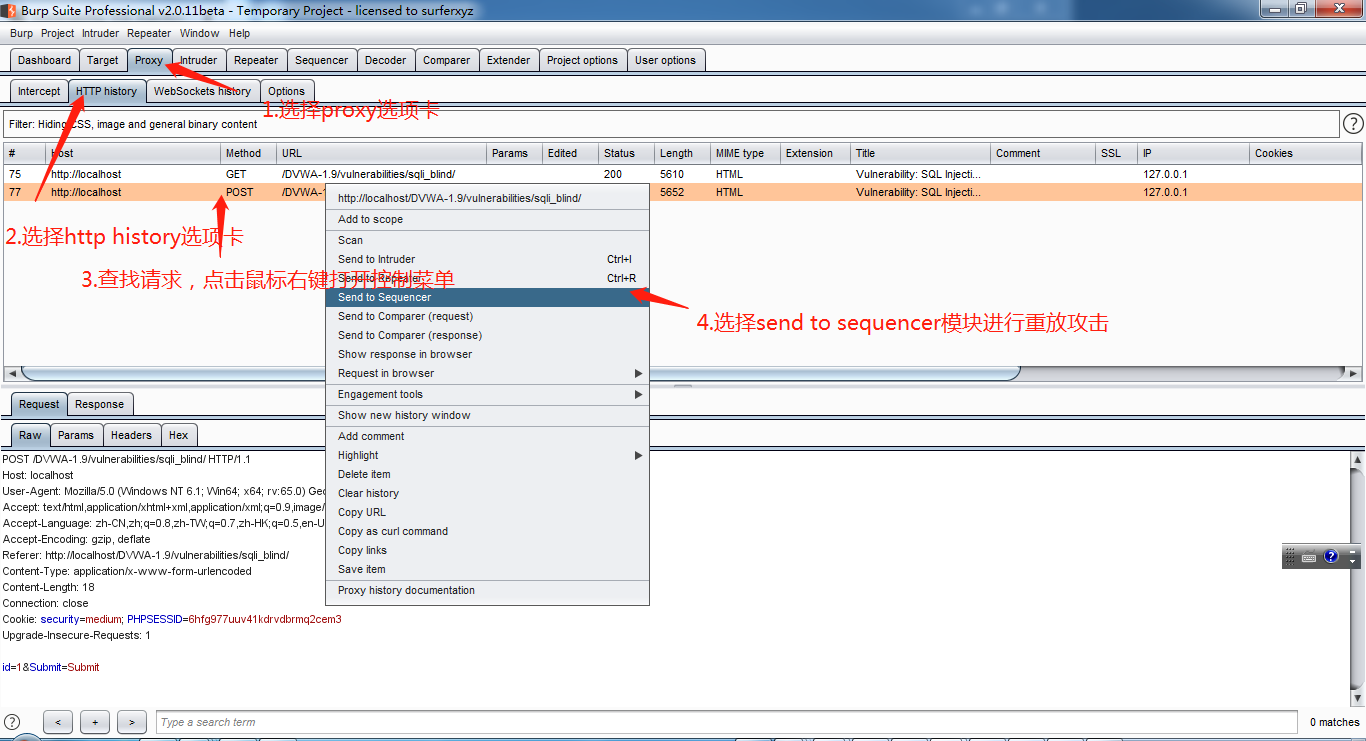 Burp Suite Professional v2.0.11beta - Temporary Project - licensed to surferxyz
Burp Project Intruder Repeater Window Help
Dashboard Target Proxy Intruder Repeater Sequencer Decoder Comparer Extender Project options User options
Intercept HTTP history WebSockets history Options
1.选择proxy选项卡
Filter: Hiding CSS, image and general binary content
# Host Method URL Params Edited Status Length MIME type Extension Title Comment SSL IP Cookies
75 http://localhost GET /DVWA-1.9/vulnerabilities/sqli_blind/ 200 5610 HTML Vulnerability: SQL Injecti... 127.0.0.1
77 http://localhost POST /DVWA-1 5652 HTML Vulnerability: SQL Injecti... 127.0.0.1
2.选择http history选项卡
3.查找请求，点击鼠标右键打开控制菜单
4.选择send to sequencer模块进行重放攻击
http://localhost/DVWA-1.9/vulnerabilities/sqli_blind/
Add to scope
Scan
Send to Intruder Ctrl+I
Send to Repeater Ctrl+R
Send to Sequencer
Send to Comparer (request)
Send to Comparer (response)
Show response in browser
Request in browser
Engagement tools
Show new history window
Add comment
Highlight
Delete item
Clear history
Copy URL
Copy as curl command
Copy links
Save item
Proxy history documentation
Request Response
Raw Params Headers Hex
POST /DVWA-1.9/vulnerabilities/sqli_blind/ HTTP/1.1
Host: localhost
User-Agent: Mozilla/5.0 (Windows NT 6.1; Win64; x64; rv:65.0) Gec
Accept: text/html,application/xhtml+xml,application/xml;q=0.9,image/
Accept-Language: zh-CN,zh;q=0.8,zh-TW;q=0.7,zh-HK;q=0.5,en-U
Accept-Encoding: gzip, deflate
Referer: http://localhost/DVWA-1.9/vulnerabilities/sqli_blind/
Content-Type: application/x-www-form-urlencoded
Content-Length: 18
Connection: close
Cookie: security=medium; PHPSESSID=6hfg977uuv41kdrvdbrmq2cem3
Upgrade-Insecure-Requests: 1
id=1&Submit=Submit
? < + > Type a search term 0 matches